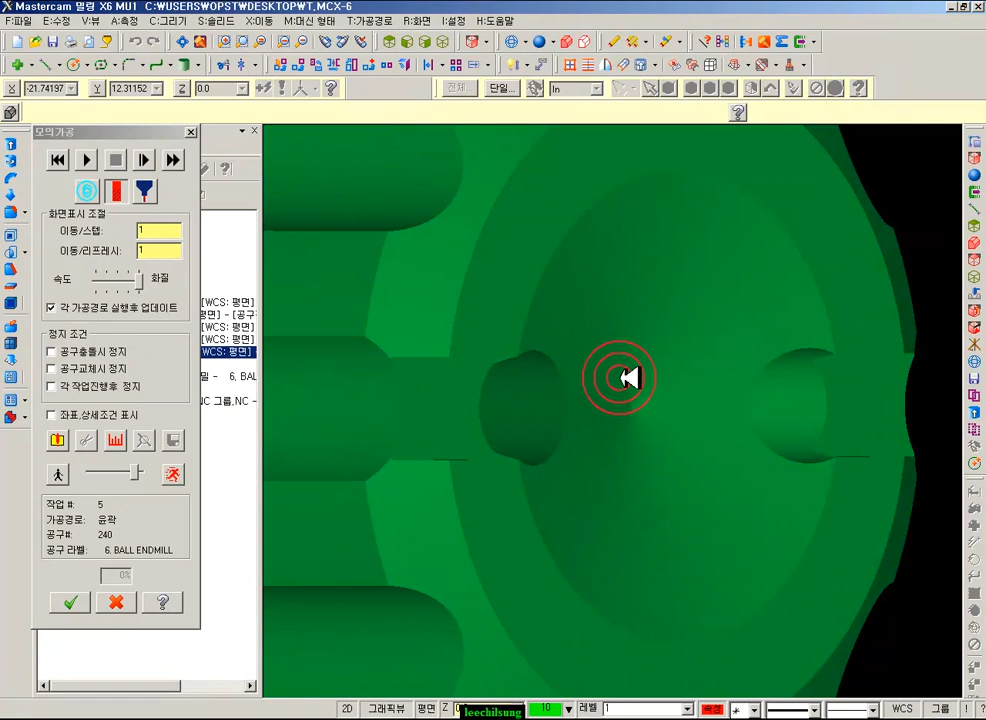 Mastercam 밀링 X6 MU1 C:₩USERS₩OPST₩DESKTOP₩WT,MCX-6
F:파일 E:수정 V:뷰 A:측정 C:그리기 S:솔리드 X:이동 M:머신 형태 T:가공경로 R:화면 I:설정 H:도움말
X -21.74197 Y 12.31152 Z 0.0 전체... 단일... In
모의가공
화면표시 조절
이동/스텝: 1
이동/리프레시: 1
속도 화질
각 가공경로 실행후 업데이트
정지 조건
공구충돌시 정지
공구교체시 정지
각 작업진행후 정지
좌표,상세조건 표시
작업 #: 5
가공경로: 윤곽
공구#: 240
공구 라벨: 6. BALL ENDMILL
0%
[WCS: 평면]
평면] - [공구
[WCS: 평면]
[WCS: 평면]
WCS: 평면]
밀 - 6, BAL
NC 그룹,NC -
2D 그래픽뷰 평면 Z 10 레벨 1 속성 WCS 그룹 ! ?
leechilsung